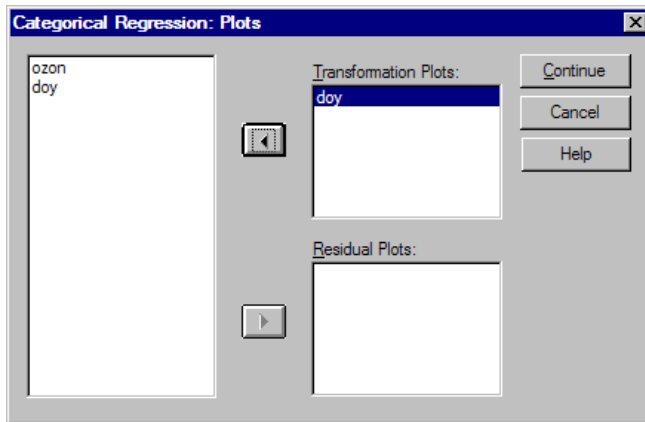 Categorical Regression: Plots
ozon
doy
Transformation Plots:
doy
Residual Plots:
Continue
Cancel
Help